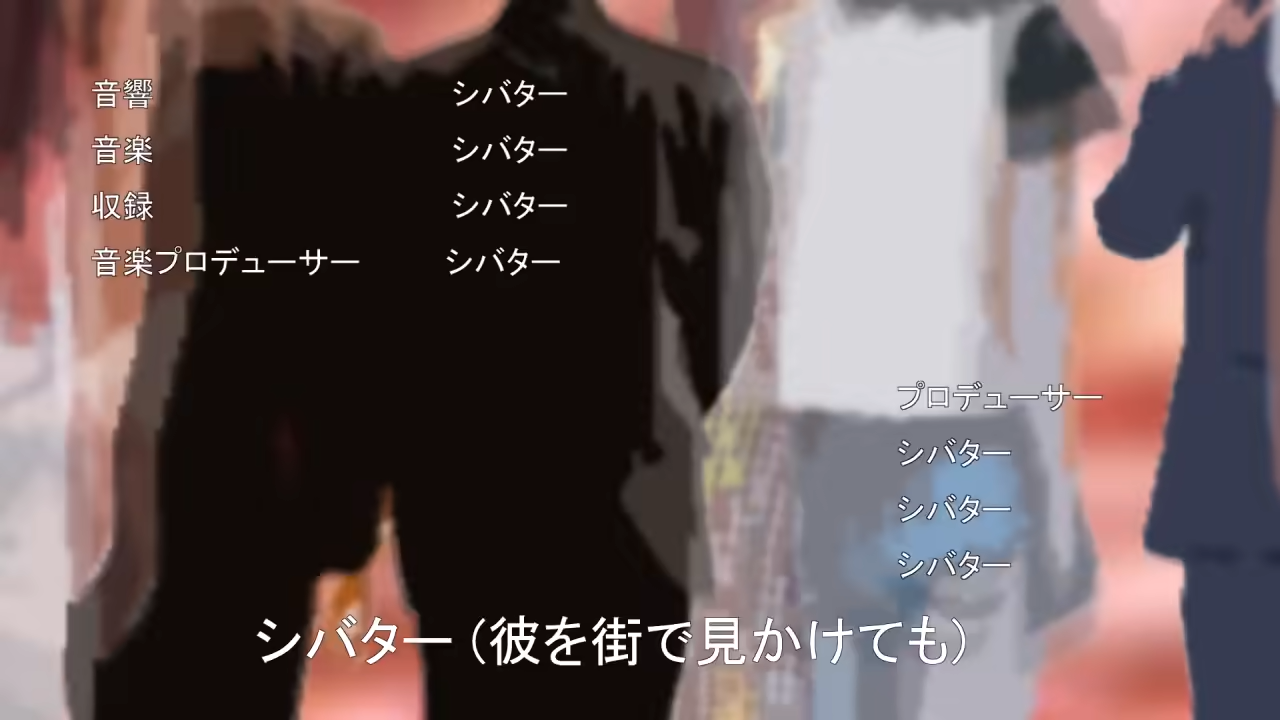 音響 シバター
音楽 シバター
収録 シバター
音楽プロデューサー シバター
プロデューサー
シバター
シバター
シバター
シバター（彼を街で見かけても）